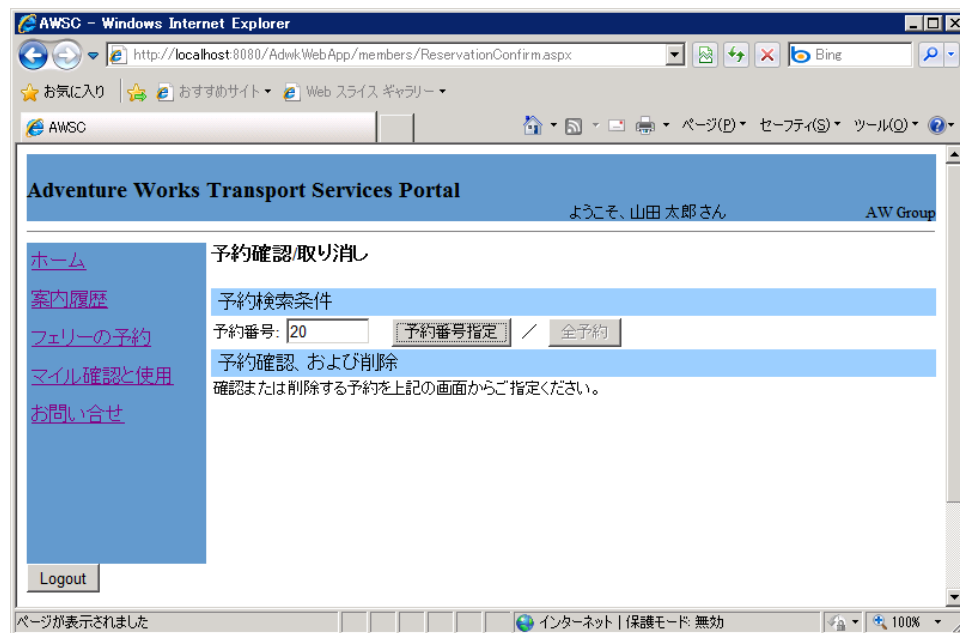 AWSC - Windows Internet Explorer
http://localhost:8080/AdwkWebApp/members/ReservationConfirm.aspx
Bing
お気に入り おすすめサイト Web スライス ギャラリー
AWSC ページ(P) セーフティ(S) ツール(O)
Adventure Works Transport Services Portal
ようこそ、山田 太郎 さん AW Group
ホーム
案内履歴
フェリーの予約
マイル確認と使用
お問い合せ
予約確認/取り消し
予約検索条件
予約番号: 20 予約番号指定 / 全予約
予約確認、および削除
確認または削除する予約を上記の画面からご指定ください。
Logout
ページが表示されました インターネット | 保護モード: 無効 100%